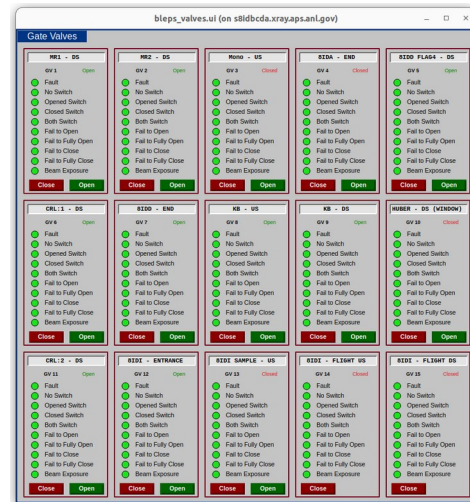 bleps_valves.ui (on s8idbcda.xray.aps.anl.gov)
Gate Valves
MR1 - DS
GV 1 Open
Fault
No Switch
Opened Switch
Closed Switch
Both Switch
Fail to Open
Fail to Fully Open
Fail to Close
Fail to Fully Close
Beam Exposure
Close Open
MR2 - DS
GV 2 Open
Fault
No Switch
Opened Switch
Closed Switch
Both Switch
Fail to Open
Fail to Fully Open
Fail to Close
Fail to Fully Close
Beam Exposure
Close Open
Mono - US
GV 3 Closed
Fault
No Switch
Opened Switch
Closed Switch
Both Switch
Fail to Open
Fail to Fully Open
Fail to Close
Fail to Fully Close
Beam Exposure
Close Open
8IDA - END
GV 4 Closed
Fault
No Switch
Opened Switch
Closed Switch
Both Switch
Fail to Open
Fail to Fully Open
Fail to Close
Fail to Fully Close
Beam Exposure
Close Open
8IDD FLAG4 - DS
GV 5 Open
Fault
No Switch
Opened Switch
Closed Switch
Both Switch
Fail to Open
Fail to Fully Open
Fail to Close
Fail to Fully Close
Beam Exposure
Close Open
CRL:1 - DS
GV 6 Open
Fault
No Switch
Opened Switch
Closed Switch
Both Switch
Fail to Open
Fail to Fully Open
Fail to Close
Fail to Fully Close
Beam Exposure
Close Open
8IDD - END
GV 7 Open
Fault
No Switch
Opened Switch
Closed Switch
Both Switch
Fail to Open
Fail to Fully Open
Fail to Close
Fail to Fully Close
Beam Exposure
Close Open
KB - US
GV 8 Open
Fault
No Switch
Opened Switch
Closed Switch
Both Switch
Fail to Open
Fail to Fully Open
Fail to Close
Fail to Fully Close
Beam Exposure
Close Open
KB - DS
GV 9 Open
Fault
No Switch
Opened Switch
Closed Switch
Both Switch
Fail to Open
Fail to Fully Open
Fail to Close
Fail to Fully Close
Beam Exposure
Close Open
HUBER - DS (WINDOW)
GV 10 Closed
Fault
No Switch
Opened Switch
Closed Switch
Both Switch
Fail to Open
Fail to Fully Open
Fail to Close
Fail to Fully Close
Beam Exposure
Close Open
CRL:2 - DS
GV 11 Open
Fault
No Switch
Opened Switch
Closed Switch
Both Switch
Fail to Open
Fail to Fully Open
Fail to Close
Fail to Fully Close
Beam Exposure
Close Open
8IDI - ENTRANCE
GV 12 Open
Fault
No Switch
Opened Switch
Closed Switch
Both Switch
Fail to Open
Fail to Fully Open
Fail to Close
Fail to Fully Close
Beam Exposure
Close Open
8IDI SAMPLE - US
GV 13 Closed
Fault
No Switch
Opened Switch
Closed Switch
Both Switch
Fail to Open
Fail to Fully Open
Fail to Close
Fail to Fully Close
Beam Exposure
Close Open
8IDI - FLIGHT US
GV 14 Closed
Fault
No Switch
Opened Switch
Closed Switch
Both Switch
Fail to Open
Fail to Fully Open
Fail to Close
Fail to Fully Close
Beam Exposure
Close
8IDI - FLIGHT DS
GV 15 Closed
Fault
No Switch
Opened Switch
Closed Switch
Both Switch
Fail to Open
Fail to Fully Open
Fail to Close
Fail to Fully Close
Beam Exposure
Close